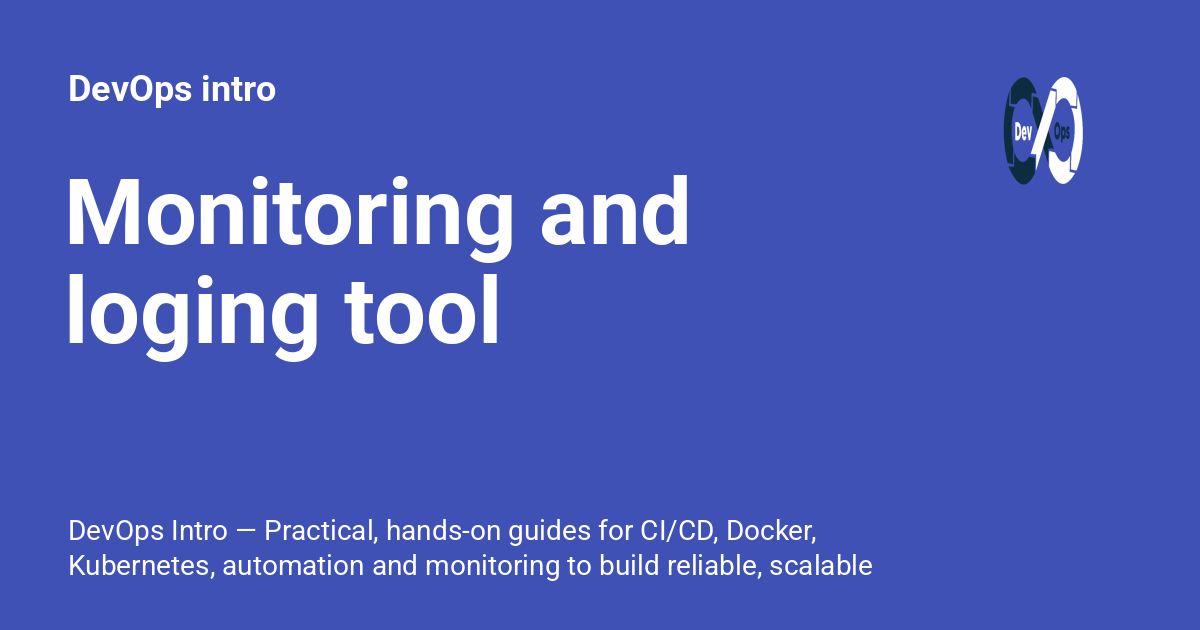 DevOps intro
Dev Ops
Monitoring and
loging tool
DevOps Intro — Practical, hands-on guides for CI/CD, Docker,
Kubernetes, automation and monitoring to build reliable, scalable